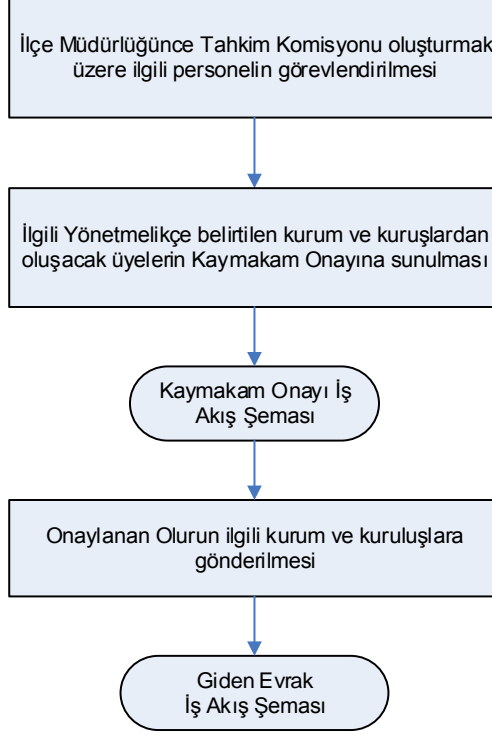 İlçe Müdürlüğünce Tahkim Komisyonu oluşturmak
üzere ilgili personelin görevlendirilmesi
İlgili Yönetmelikçe belirtilen kurum ve kuruşlardan
oluşacak üyelerin Kaymakam Onayına sunulması
Kaymakam Onayı İş
Akış Şeması
Onaylanan Olurun ilgili kurum ve kuruluşlara
gönderilmesi
Giden Evrak
İş Akış Şeması